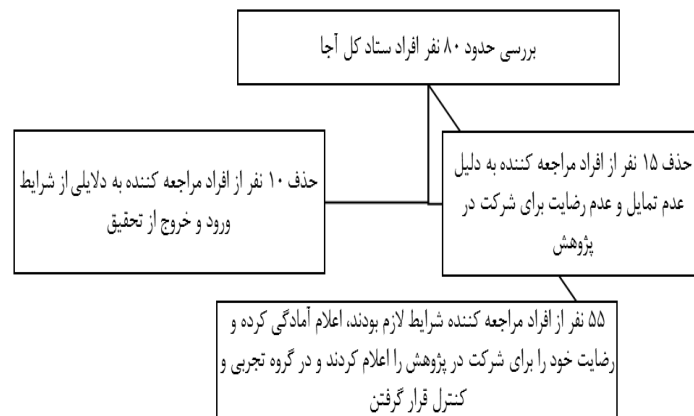 بررسی حدود ۸۰ نفر افراد ستاد کل آجا
حذف ۱۵ نفر از افراد مراجعه کننده به دلیل
عدم تمایل و عدم رضایت برای شرکت در
پژوهش
حذف ۱۰ نفر از افراد مراجعه کننده به دلایلی از شرایط
ورود و خروج از تحقیق
۵۵ نفر از افراد مراجعه کننده شرایط لازم بودند، اعلام آمادگی کرده و
رضایت خود را برای شرکت در پژوهش را اعلام کردند و در گروه تجربی و
کنترل قرار گرفتن